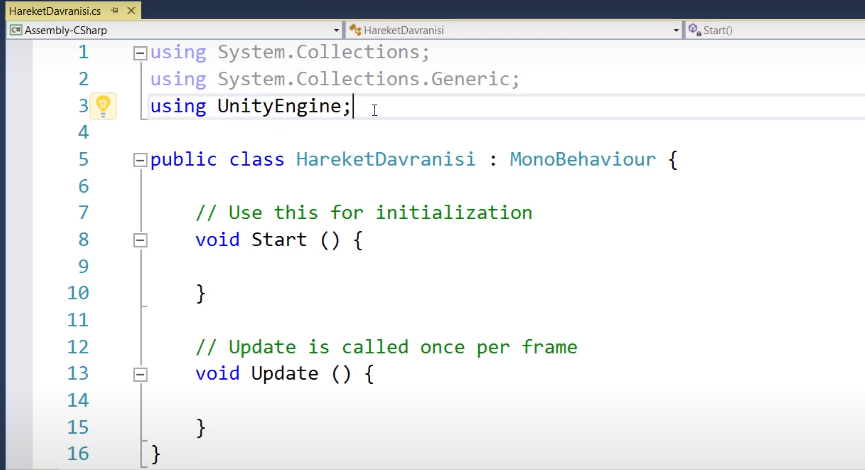 HareketDavranisi.cs
C# Assembly-CSharp HareketDavranisi Start()
1 using System.Collections;
2 using System.Collections.Generic;
3 using UnityEngine;
4
5 public class HareketDavranisi : MonoBehaviour {
6
7 // Use this for initialization
8 void Start () {
9
10 }
11
12 // Update is called once per frame
13 void Update () {
14
15 }
16 }